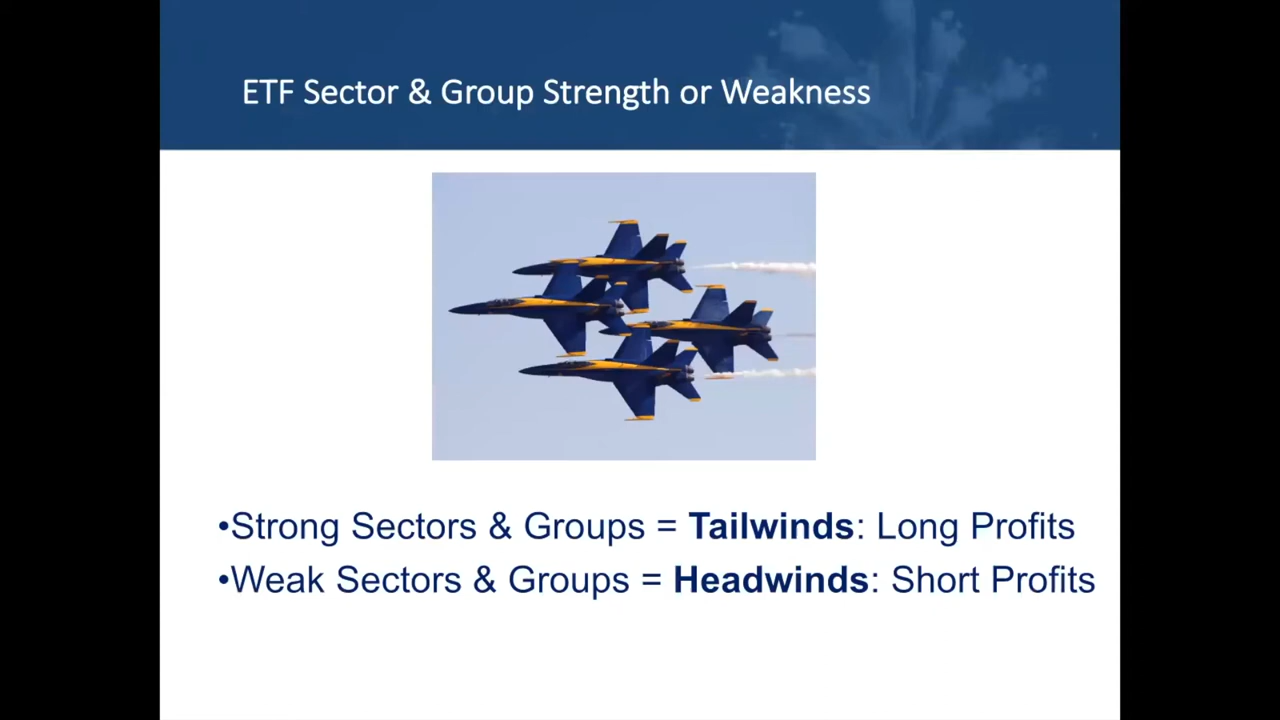 ETF Sector & Group Strength or Weakness
•Strong Sectors & Groups = Tailwinds: Long Profits
•Weak Sectors & Groups = Headwinds: Short Profits